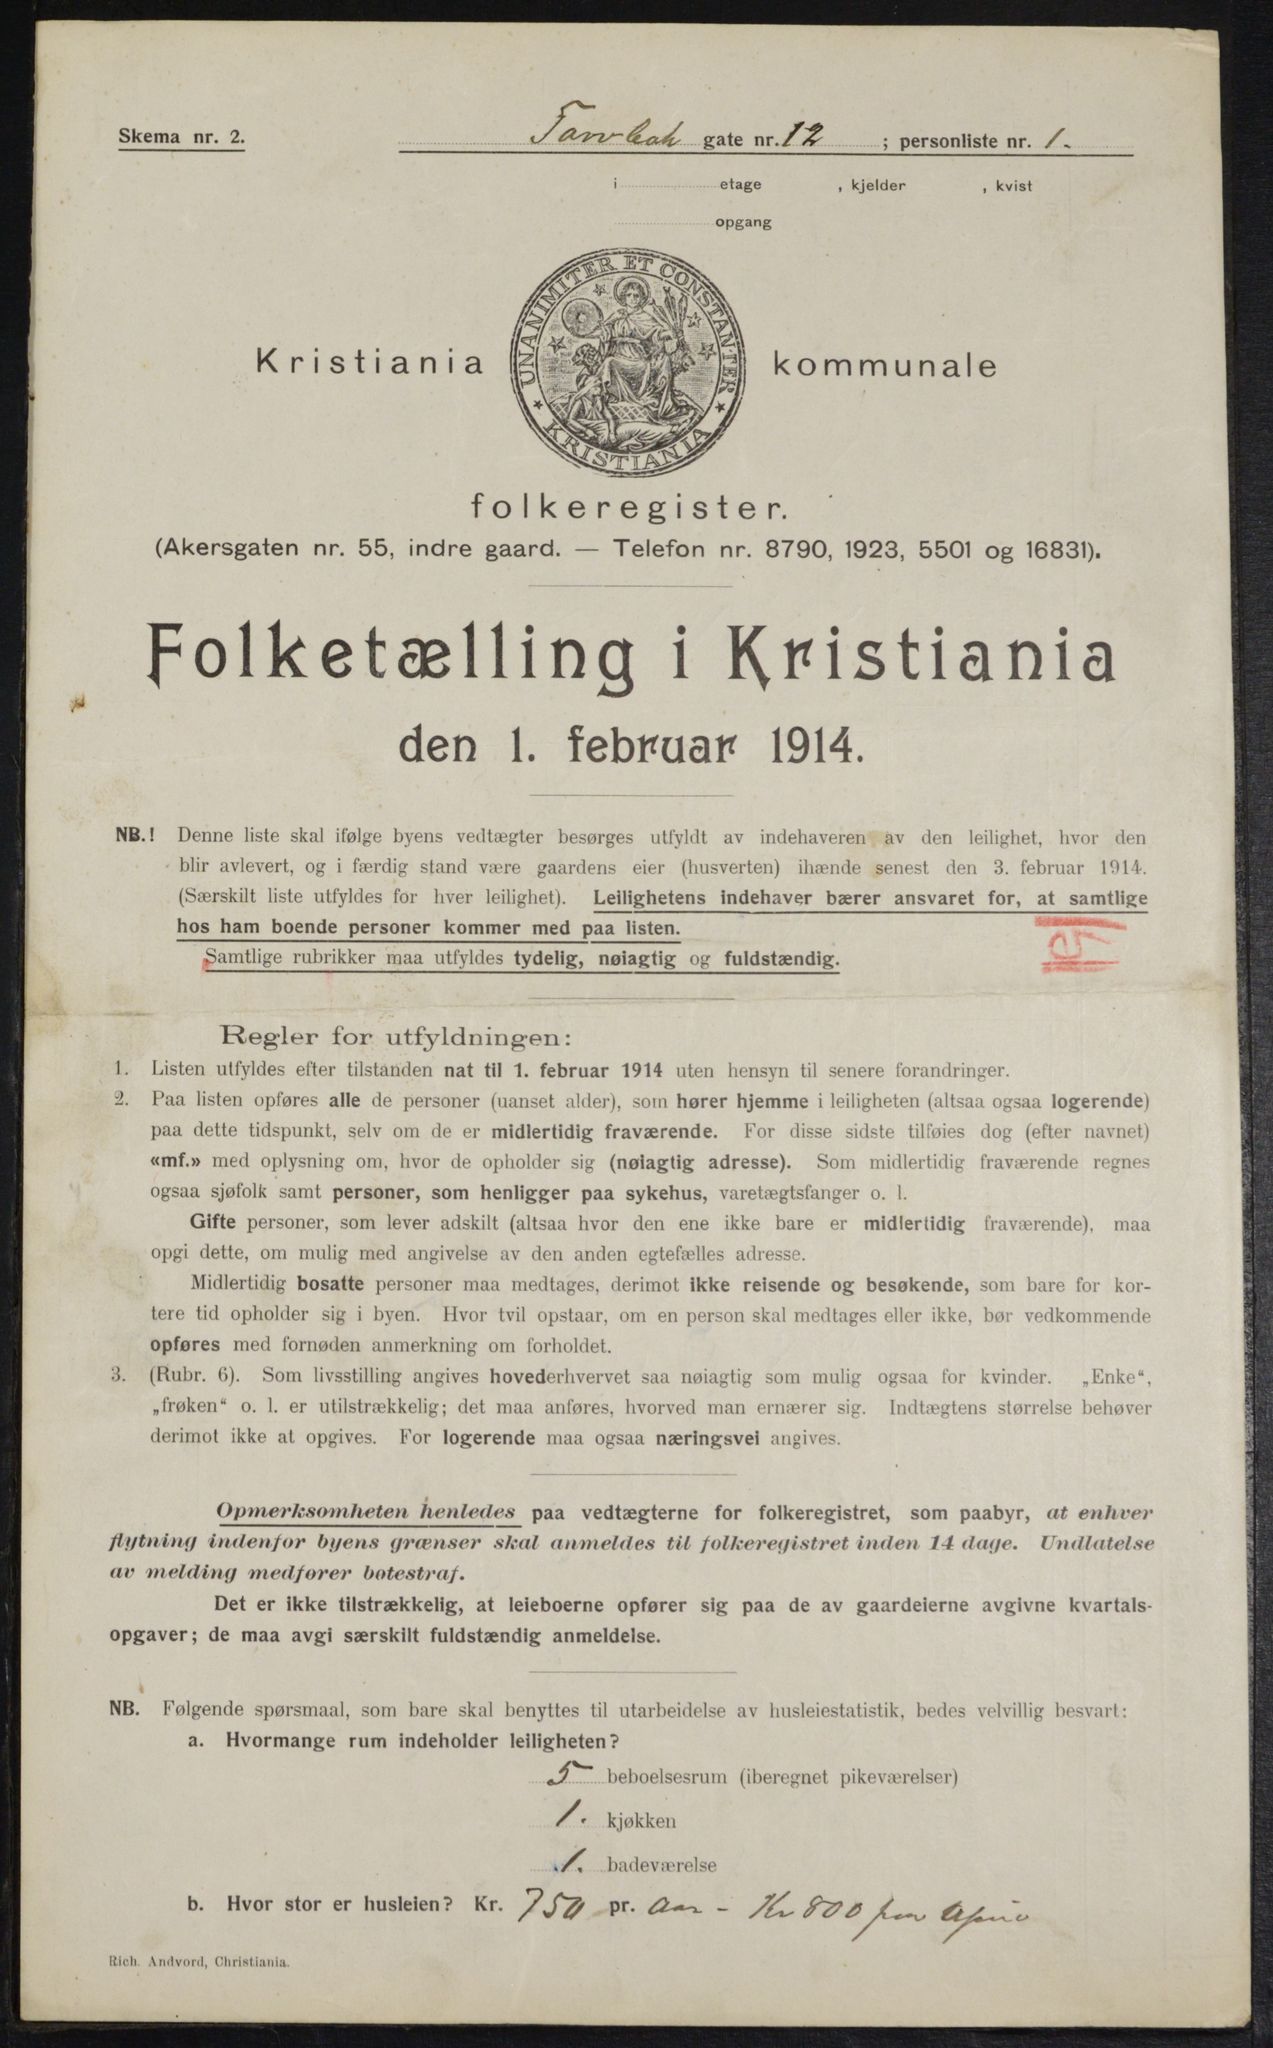 Skema nr. 2.
gate nr. 12 ; personliste nr. 1.
i etage , kjelder , kvist
opgang
UNANIMITER ET CONSTANTER
KRISTIANIA
Kristiania kommunale
folkeregister.
(Akersgaten nr. 55, indre gaard. — Telefon nr. 8790, 1923, 5501 og 16831).
Folketælling i Kristiania
den 1. februar 1914.
NB.! Denne liste skal ifølge byens vedtægter besørges utfyldt av indehaveren av den leilighet, hvor den
blir avlevert, og i færdig stand være gaardens eier (husverten) ihænde senest den 3. februar 1914.
(Særskilt liste utfyldes for hver leilighet). Leilighetens indehaver bærer ansvaret for, at samtlige
hos ham boende personer kommer med paa listen.
Samtlige rubrikker maa utfyldes tydelig, nøiagtig og fuldstændig.
Regler for utfyldningen:
1. Listen utfyldes efter tilstanden nat til 1. februar 1914 uten hensyn til senere forandringer.
2. Paa listen opføres alle de personer (uanset alder), som hører hjemme i leiligheten (altsaa ogsaa logerende)
paa dette tidspunkt, selv om de er midlertidig fraværende. For disse sidste tilføies dog (efter navnet)
«mf.» med oplysning om, hvor de opholder sig (nøiagtig adresse). Som midlertidig fraværende regnes
ogsaa sjøfolk samt personer, som henligger paa sykehus, varetægtsfanger o. l.
Gifte personer, som lever adskilt (altsaa hvor den ene ikke bare er midlertidig fraværende), maa
opgi dette, om mulig med angivelse av den anden egtefælles adresse.
Midlertidig bosatte personer maa medtages, derimot ikke reisende og besøkende, som bare for kor-
tere tid opholder sig i byen. Hvor tvil opstaar, om en person skal medtages eller ikke, bør vedkommende
opføres med fornøden anmerkning om forholdet.
3. (Rubr. 6). Som livsstilling angives hovederhvervet saa nøiagtig som mulig ogsaa for kvinder. „Enke“,
„frøken“ o. l. er utilstrækkelig; det maa anføres, hvorved man ernærer sig. Indtægtens størrelse behøver
derimot ikke at opgives. For logerende maa ogsaa næringsvei angives.
Opmerksomheten henledes paa vedtægterne for folkeregistret, som paabyr, at enhver
flytning indenfor byens grænser skal anmeldes til folkeregistret inden 14 dage. Undlatelse
av melding medfører bøtestraf.
Det er ikke tilstrækkelig, at leieboerne opfører sig paa de av gaardeierne avgivne kvartals-
opgaver; de maa avgi særskilt fuldstændig anmeldelse.
NB. Følgende spørsmaal, som bare skal benyttes til utarbeidelse av husleiestatistik, bedes velvillig besvart:
a. Hvormange rum indeholder leiligheten?
5 beboelsesrum (iberegnet pikeværelser)
1. kjøkken
1. badeværelse
b. Hvor stor er husleien? Kr. 750 pr. Aar – Kr 800 fra April
Rich. Andvord, Christiania.